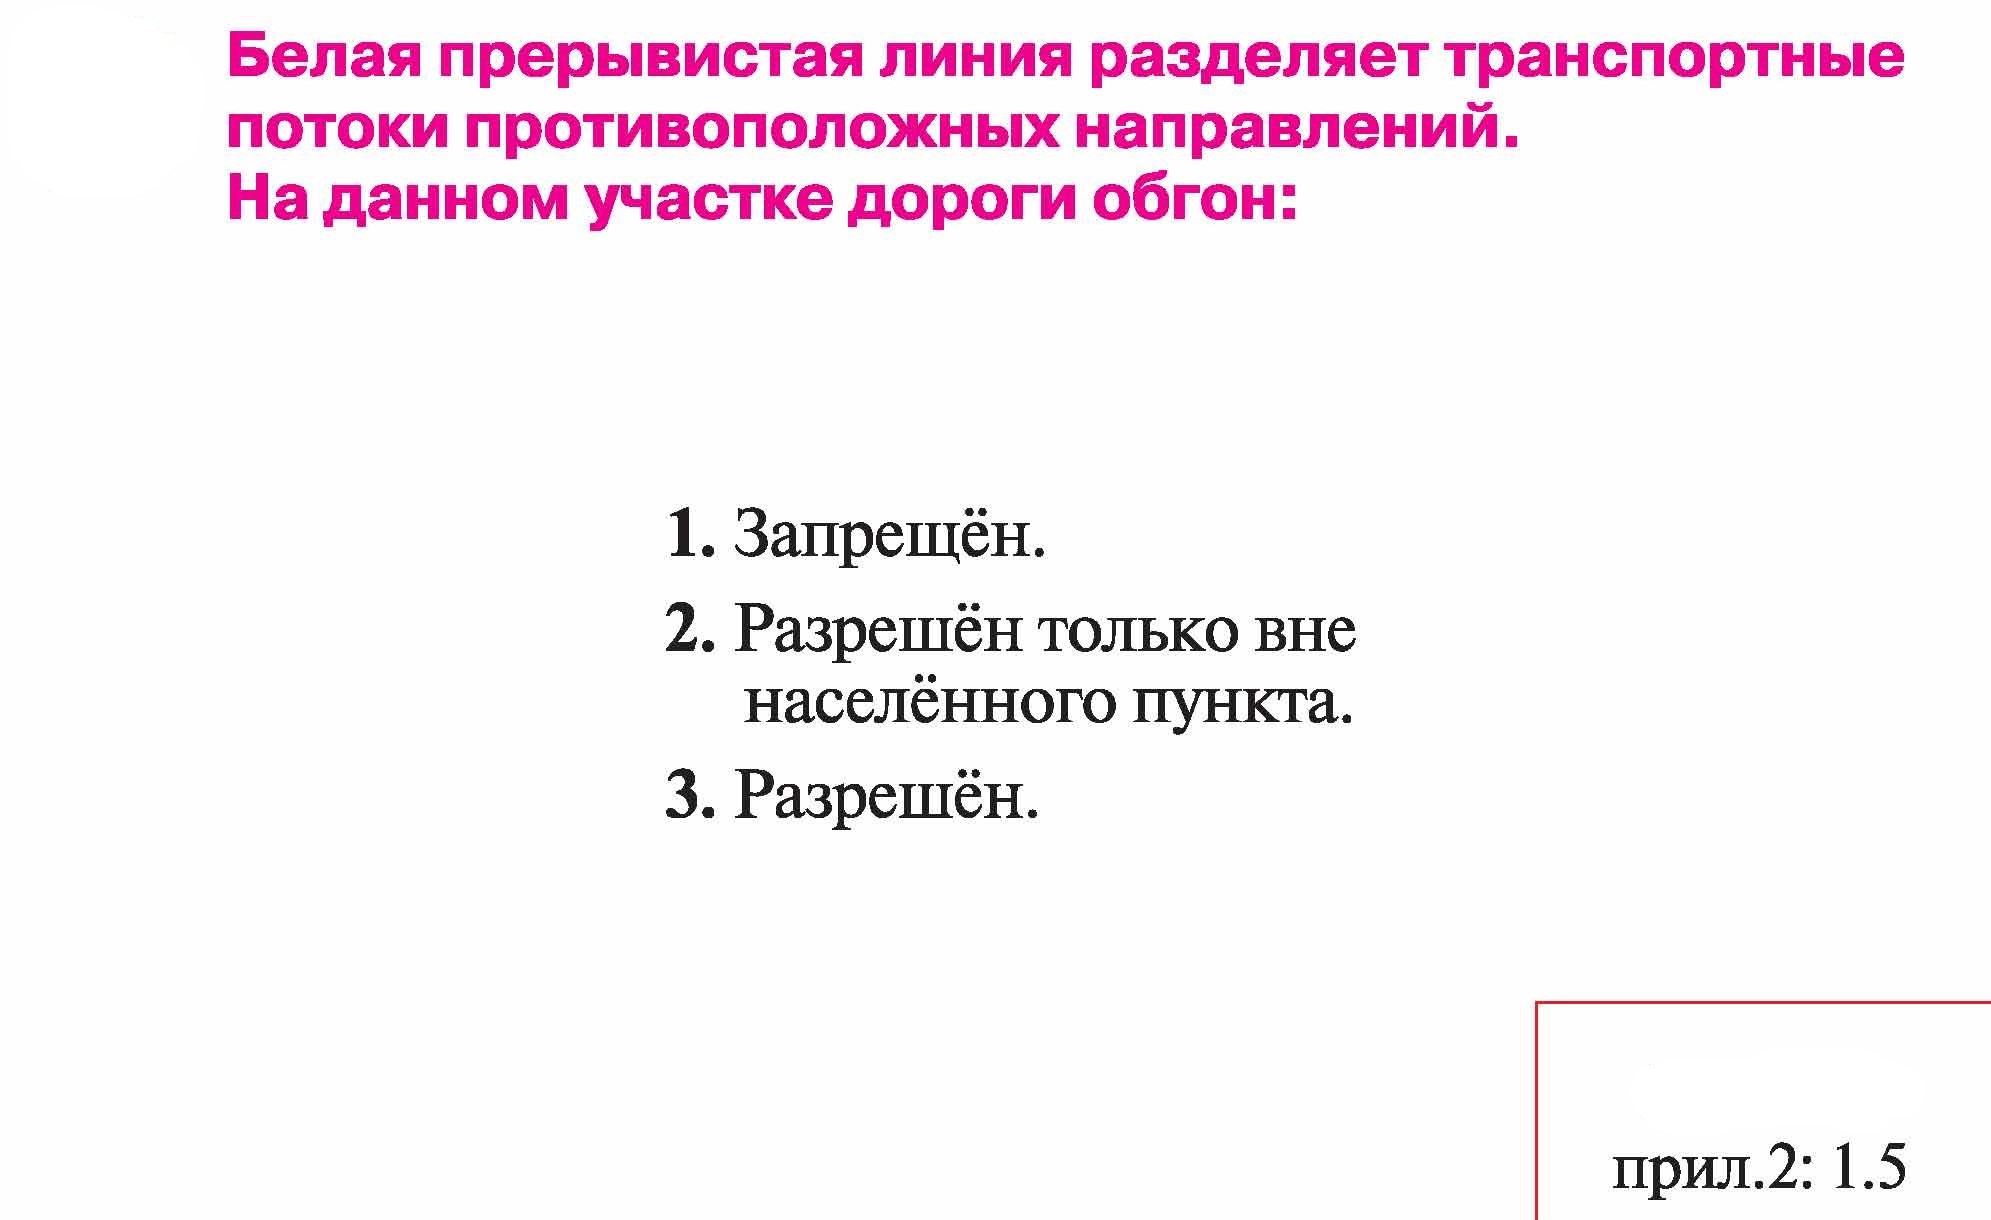 Белая прерывистая линия разделяет транспортные
потоки противоположных направлений.
На данном участке дороги обгон:
1. Запрещён.
2. Разрешён только вне
населённого пункта.
3. Разрешён.
прил.2: 1.5